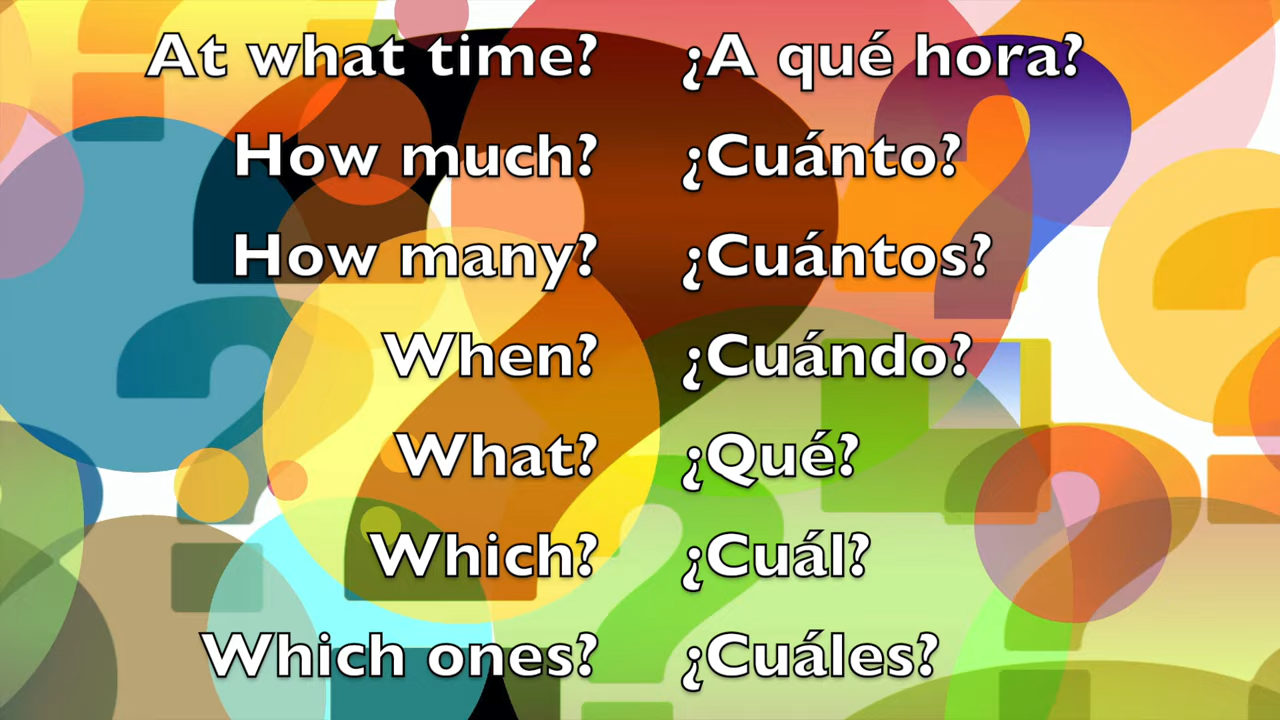 At what time? ¿A qué hora?
How much? ¿Cuánto?
How many? ¿Cuántos?
When? ¿Cuándo?
What? ¿Qué?
Which? ¿Cuál?
Which ones? ¿Cuáles?